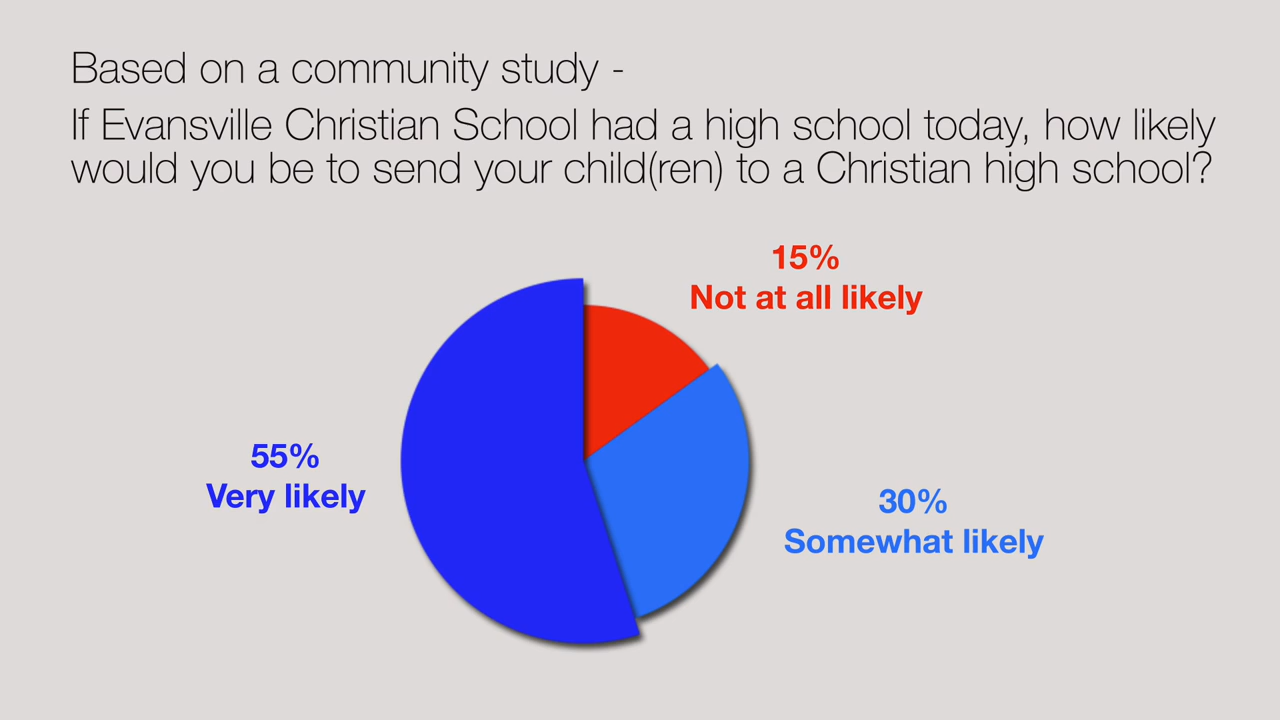 Based on a community study -
If Evansville Christian School had a high school today, how likely
would you be to send your child(ren) to a Christian high school?
15%
Not at all likely
55%
Very likely
30%
Somewhat likely